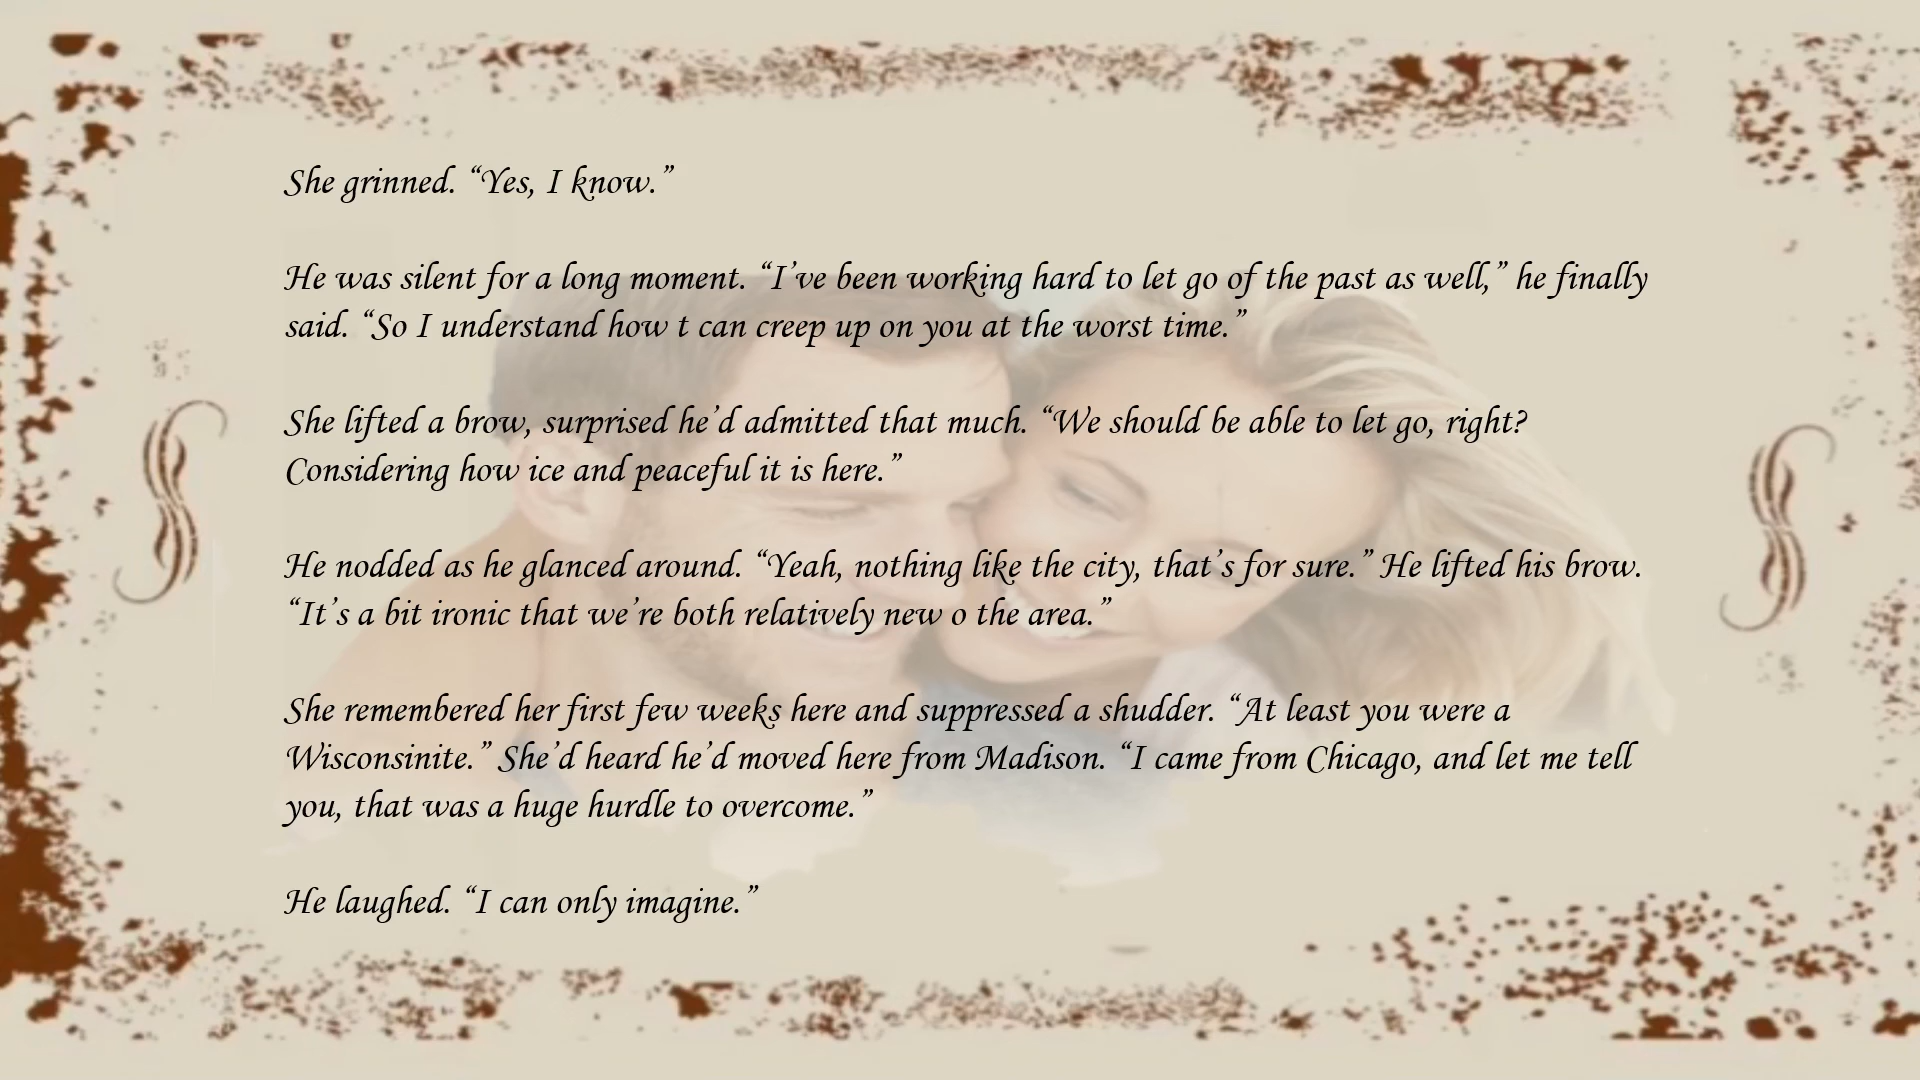 She grinned. “Yes, I know.”
He was silent for a long moment. “I’ve been working hard to let go of the past as well,” he finally
said. “So I understand how t can creep up on you at the worst time.”
She lifted a brow, surprised he’d admitted that much. “We should be able to let go, right?
Considering how ice and peaceful it is here.”
He nodded as he glanced around. “Yeah, nothing like the city, that’s for sure.” He lifted his brow.
“It’s a bit ironic that we’re both relatively new o the area.”
She remembered her first few weeks here and suppressed a shudder. “At least you were a
Wisconsinite.” She’d heard he’d moved here from Madison. “I came from Chicago, and let me tell
you, that was a huge hurdle to overcome.”
He laughed. “I can only imagine.”